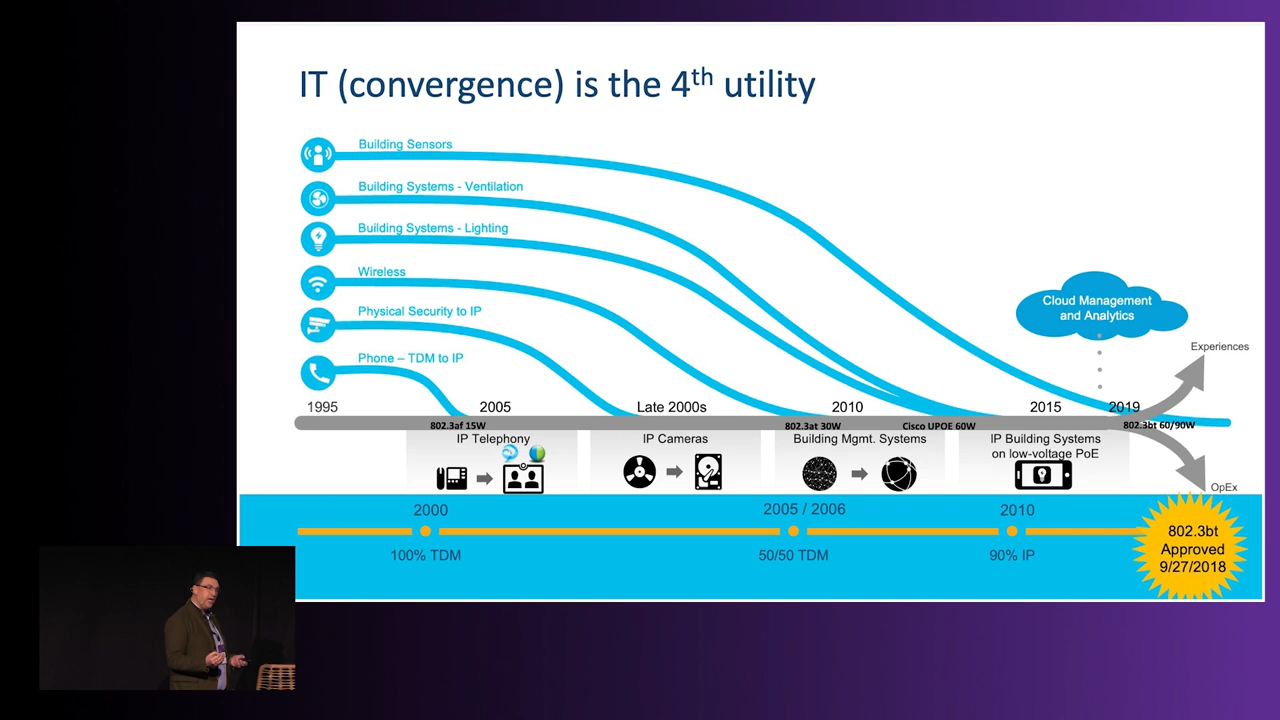 IT (convergence) is the 4th utility
Building Sensors
Building Systems - Ventilation
Building Systems - Lighting
Wireless
Physical Security to IP
Phone – TDM to IP
Cloud Management
and Analytics
Experiences
1995
2005
Late 2000s
2010
2015
2019
802.3af 15W
802.3at 30W
Cisco UPOE 60W
802.3bt 60/90W
IP Telephony
IP Cameras
Building Mgmt. Systems
IP Building Systems
on low-voltage PoE
OpEx
2000
2005 / 2006
2010
100% TDM
50/50 TDM
90% IP
802.3bt
Approved
9/27/2018